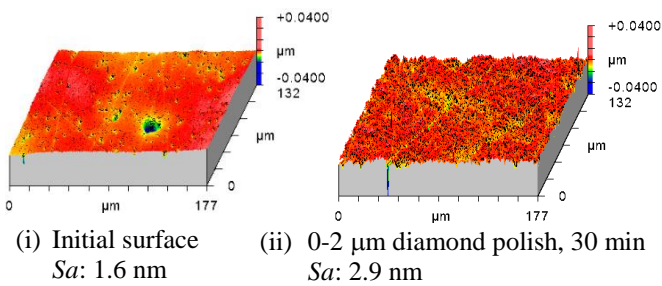 +0.0400
µm
-0.0400
132
µm
0
0
µm
177
(i) Initial surface
Sa: 1.6 nm
+0.0400
µm
-0.0400
132
µm
0
0
µm
177
(ii) 0-2 µm diamond polish, 30 min
Sa: 2.9 nm